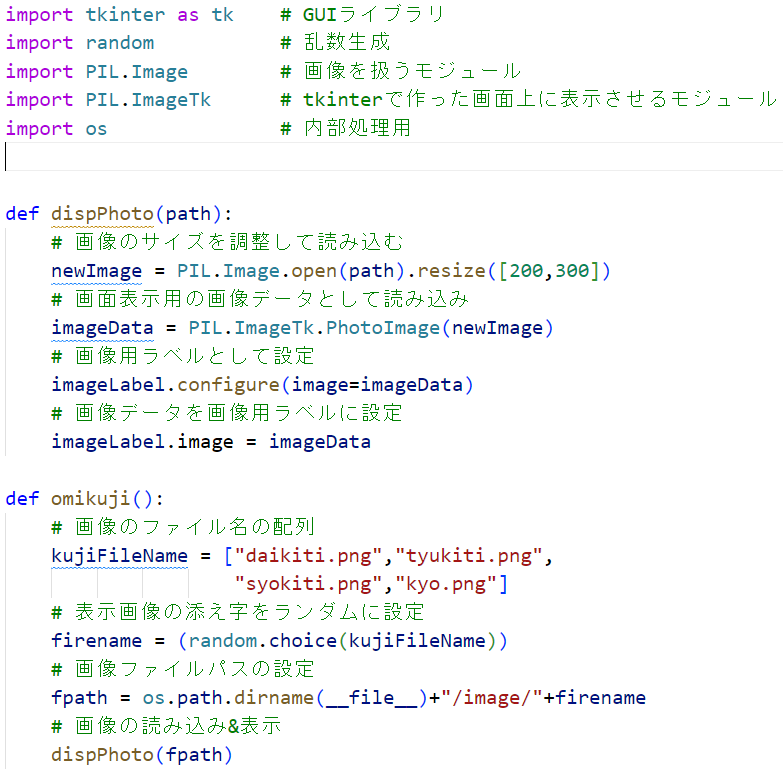 import tkinter as tk    # GUIライブラリ
import random           # 乱数生成
import PIL.Image        # 画像を扱うモジュール
import PIL.ImageTk      # tkinterで作った画面上に表示させるモジュール
import os               # 内部処理用
def dispPhoto(path):
    # 画像のサイズを調整して読み込む
    newImage = PIL.Image.open(path).resize([200,300])
    # 画面表示用の画像データとして読み込み
    imageData = PIL.ImageTk.PhotoImage(newImage)
    # 画像用ラベルとして設定
    imageLabel.configure(image=imageData)
    # 画像データを画像用ラベルに設定
    imageLabel.image = imageData
def omikuji():
    # 画像のファイル名の配列
    kujiFileName = ["daikiti.png","tyukiti.png",
                    "syokiti.png","kyo.png"]
    # 表示画像の添え字をランダムに設定
    firename = (random.choice(kujiFileName))
    # 画像ファイルパスの設定
    fpath = os.path.dirname(__file__)+"/image/"+firename
    # 画像の読み込み&表示
    dispPhoto(fpath)